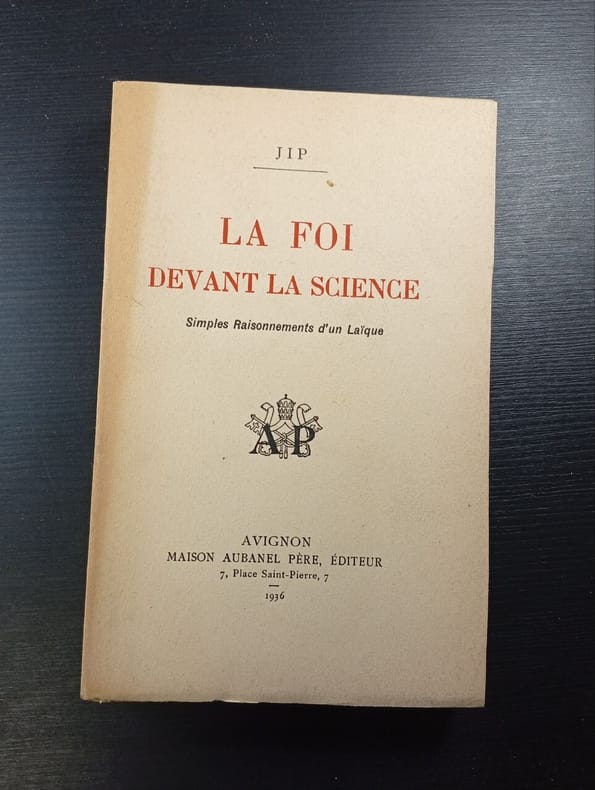 JIP
LA FOI
DEVANT LA SCIENCE
Simples Raisonnements d'un Laïque
AP
AVIGNON
MAISON AUBANEL PÈRE, ÉDITEUR
7, Place Saint-Pierre, 7
1936